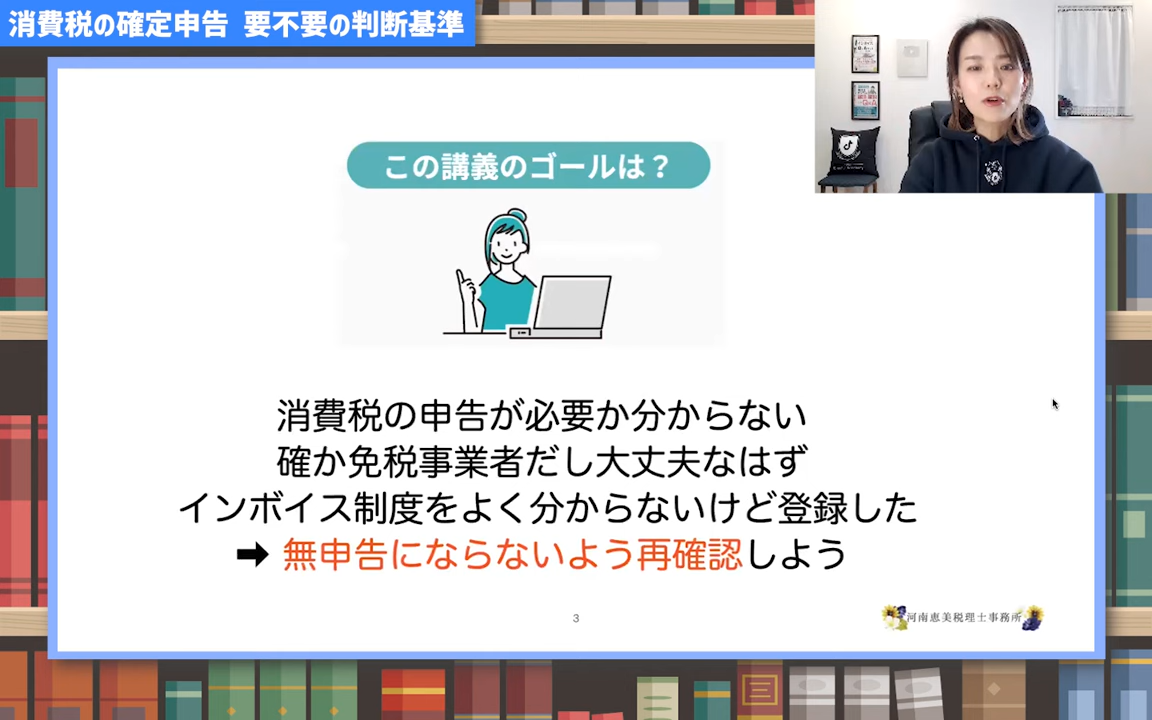 消費税の確定申告 要不要の判断基準
この講義のゴールは？
消費税の申告が必要か分からない
確か免税事業者だし大丈夫なはず
インボイス制度をよく分からないけど登録した
➡ 無申告にならないよう再確認しよう
3
河南恵美税理士事務所